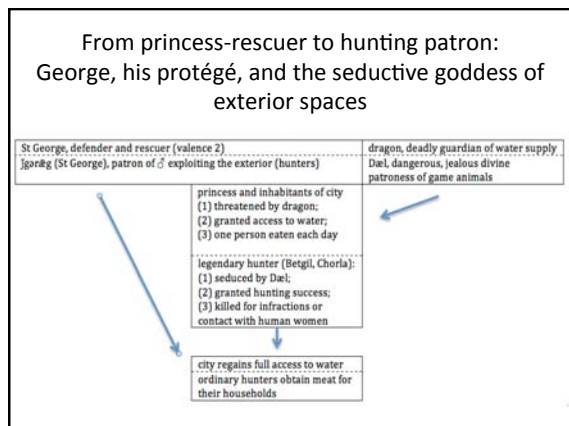 From princess-rescuer to hunting patron:
George, his protégé, and the seductive goddess of
exterior spaces
St George, defender and rescuer (valence 2)
Ǯgəræ̂g (St George), patron of ♂ exploiting the exterior (hunters)
dragon, deadly guardian of water supply
Dæl, dangerous, jealous divine
patroness of game animals
princess and inhabitants of city
(1) threatened by dragon;
(2) granted access to water;
(3) one person eaten each day
legendary hunter (Betgil, Chorla):
(1) seduced by Dæl;
(2) granted hunting success;
(3) killed for infractions or
contact with human women
city regains full access to water
ordinary hunters obtain meat for
their households